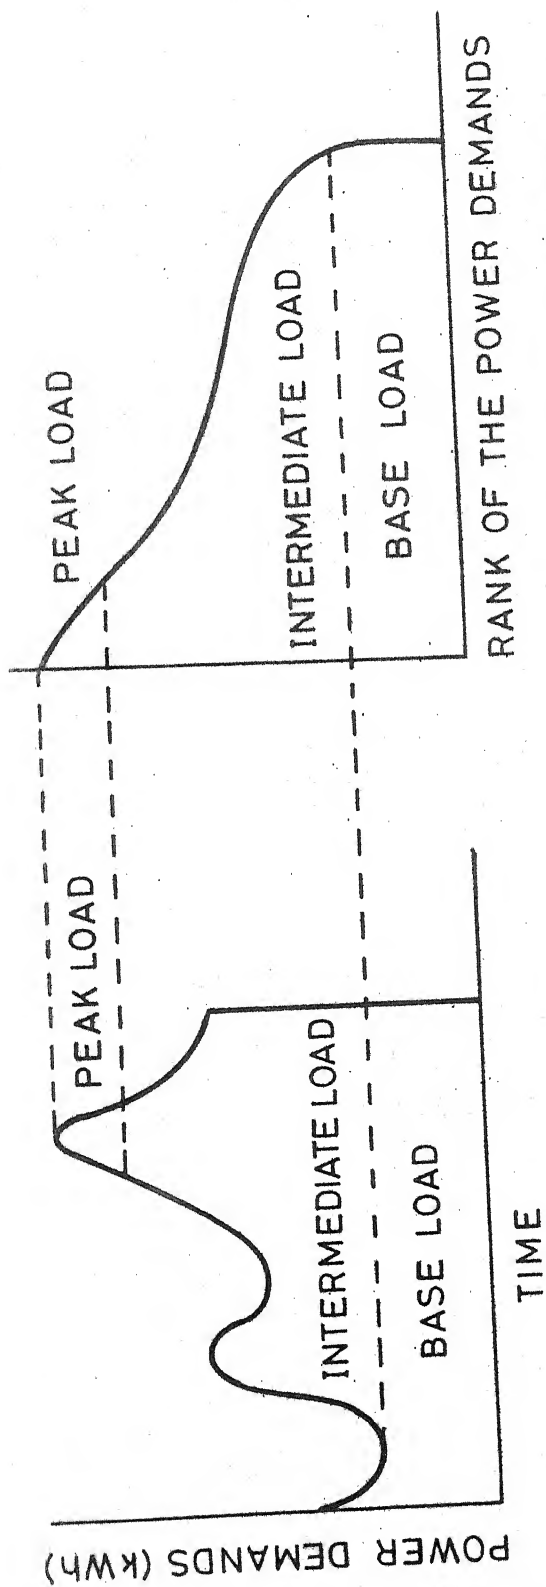 POWER DEMANDS (kWh)
PEAK LOAD
INTERMEDIATE LOAD
BASE LOAD
TIME
PEAK LOAD
INTERMEDIATE LOAD
BASE LOAD
RANK OF THE POWER DEMANDS